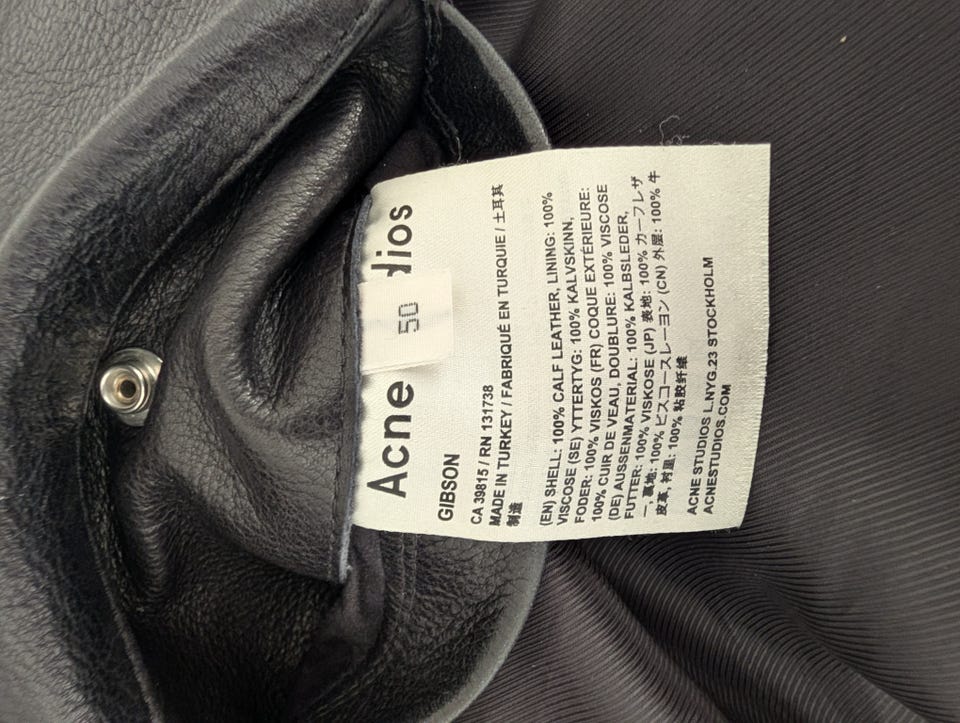 Acne
dios
50
GIBSON
CA 39815 / RN 131738
MADE IN TURKEY / FABRIQUÉ EN TURQUIE / 土耳其
制造
(EN) SHELL: 100% CALF LEATHER, LINING: 100%
VISCOSE (SE) YTTERTYG: 100% KALVSKINN,
FODER: 100% VISKOS (FR) COQUE EXTÉRIEURE:
100% CUIR DE VEAU, DOUBLURE: 100% VISCOSE
(DE) AUSSENMATERIAL: 100% KALBSLEDER,
FUTTER: 100% VISKOSE (JP) 表地: 100% カーフレザ
ー, 裏地: 100% ビスコースレーヨン (CN) 外层: 100% 牛
皮革, 衬里: 100% 粘胶纤维
ACNE STUDIOS L.NYG.23 STOCKHOLM
ACNESTUDIOS.COM